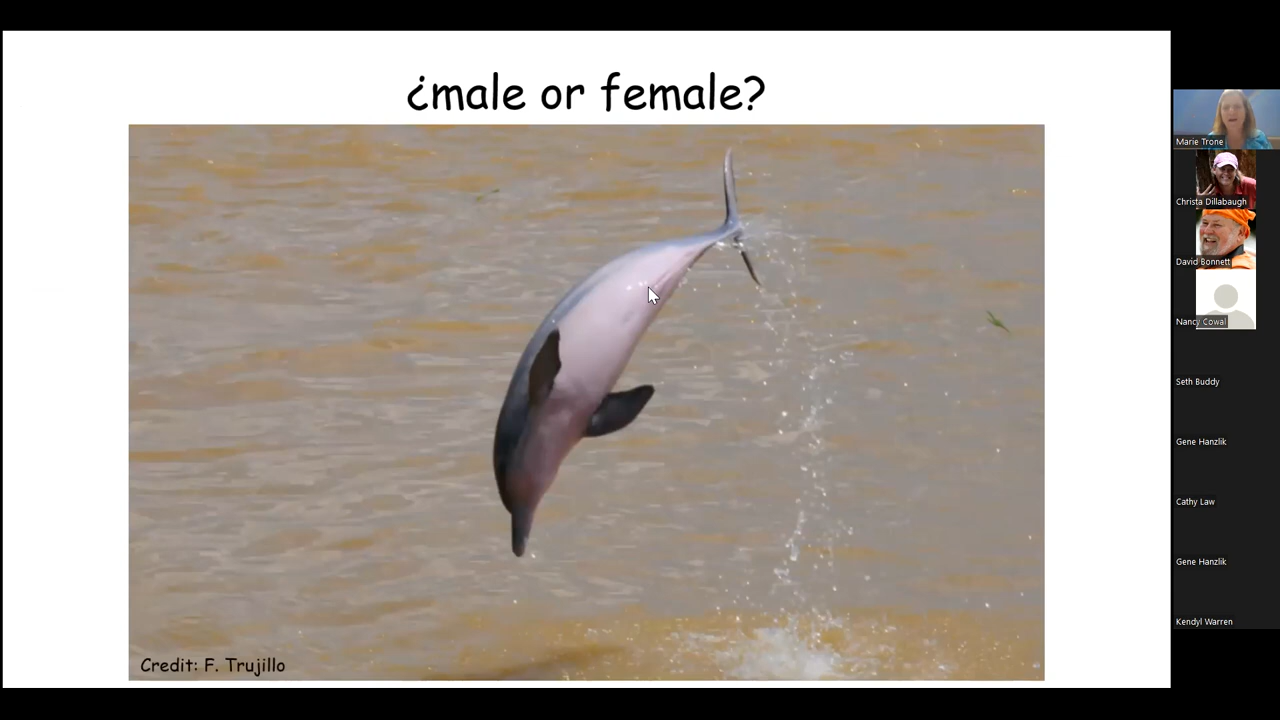 ¿male or female?
Credit: F. Trujillo
Marie Trone
Christa Dillabaugh
David Bonnett
Nancy Cowal
Seth Buddy
Gene Hanzlik
Cathy Law
Gene Hanzlik
Kendyl Warren